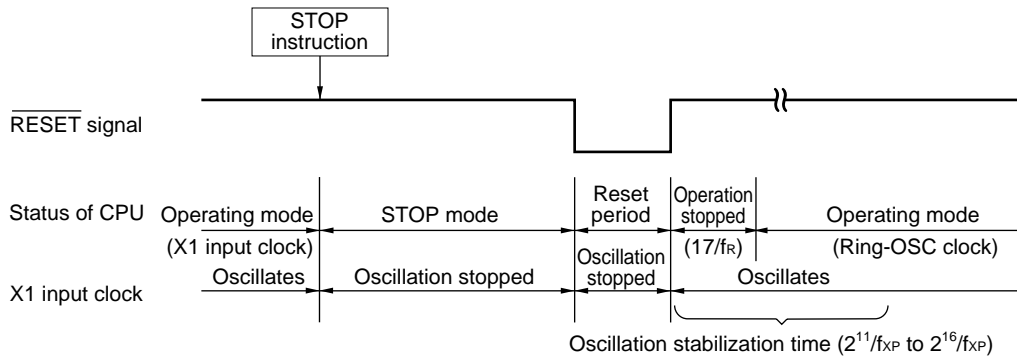 STOP
instruction
RESET signal
Status of CPU
Operating mode
(X1 input clock)
STOP mode
Reset
period
Operation
stopped
(17/fR)
Operating mode
(Ring-OSC clock)
X1 input clock
Oscillates
Oscillation stopped
Oscillation
stopped
Oscillates
Oscillation stabilization time (2^11/fXP to 2^16/fXP)